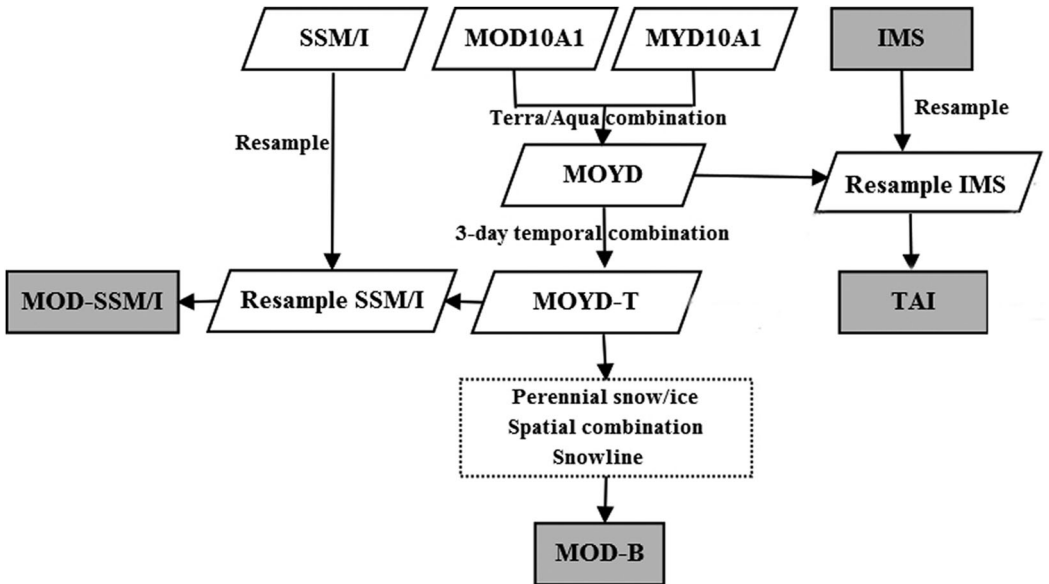 SSM/I
MOD10A1
MYD10A1
IMS
Terra/Aqua combination
Resample
Resample
MOYD
Resample IMS
3-day temporal combination
MOD-SSM/I
Resample SSM/I
MOYD-T
TAI
Perennial snow/ice
Spatial combination
Snowline
MOD-B